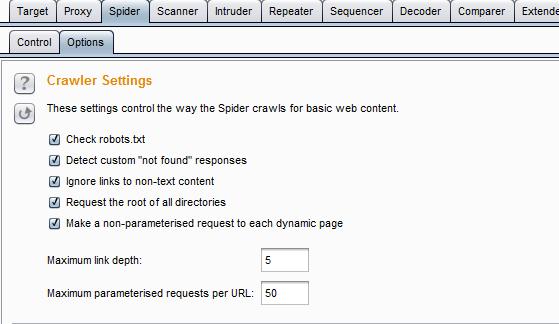 Target Proxy Spider Scanner Intruder Repeater Sequencer Decoder Comparer Extende
Control Options
? Crawler Settings
These settings control the way the Spider crawls for basic web content.
Check robots.txt
Detect custom "not found" responses
Ignore links to non-text content
Request the root of all directories
Make a non-parameterised request to each dynamic page
Maximum link depth: 5
Maximum parameterised requests per URL: 50